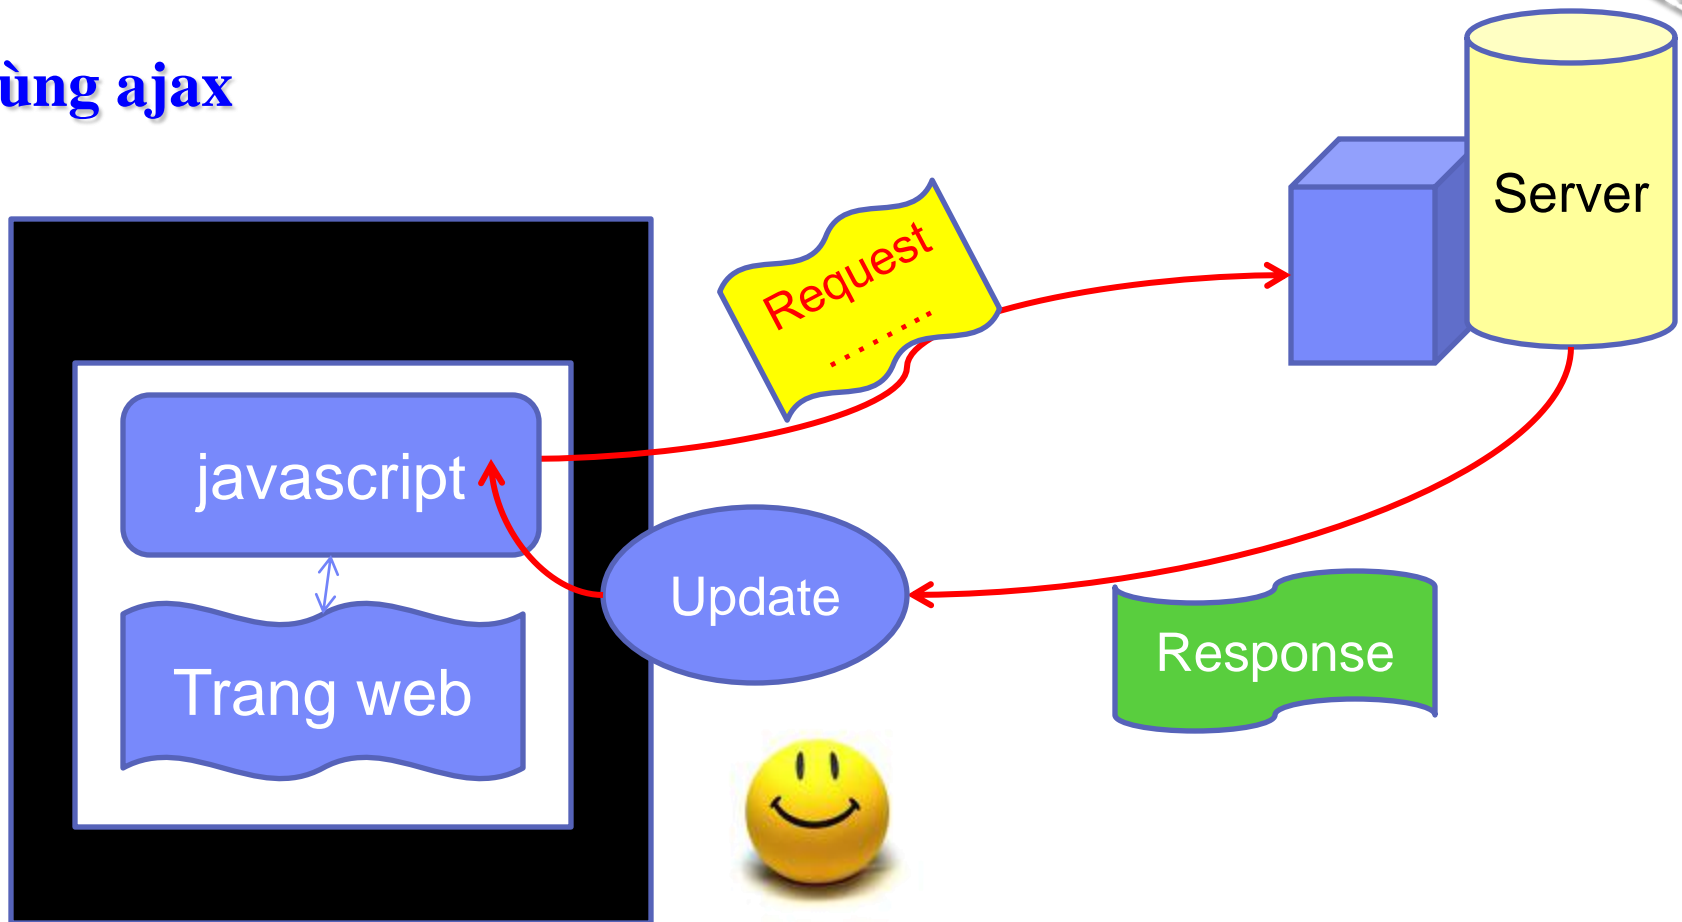 ùng ajax
Server
Request
........
javascript
Update
Response
Trang web